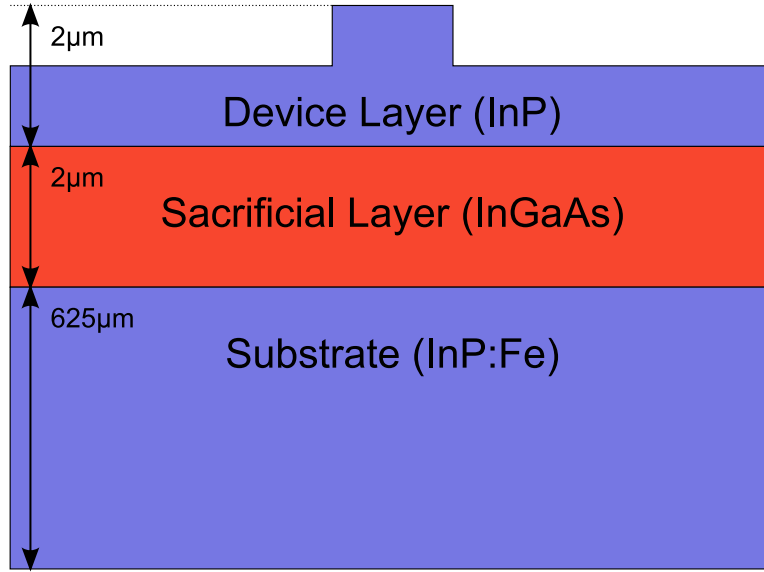 2µm
Device Layer (InP)
2µm
Sacrificial Layer (InGaAs)
625µm
Substrate (InP:Fe)